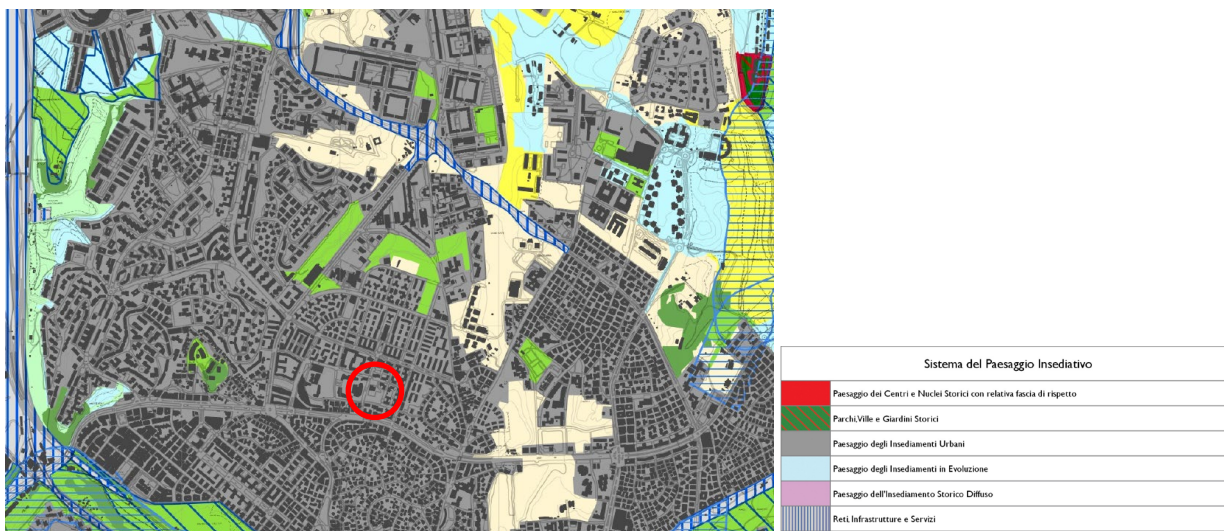 Sistema del Paesaggio Insediativo
Paesaggio dei Centri e Nuclei Storici con relativa fascia di rispetto
Parchi,Ville e Giardini Storici
Paesaggio degli Insediamenti Urbani
Paesaggio degli Insediamenti in Evoluzione
Paesaggio dell'Insediamento Storico Diffuso
Reti, Infrastrutture e Servizi